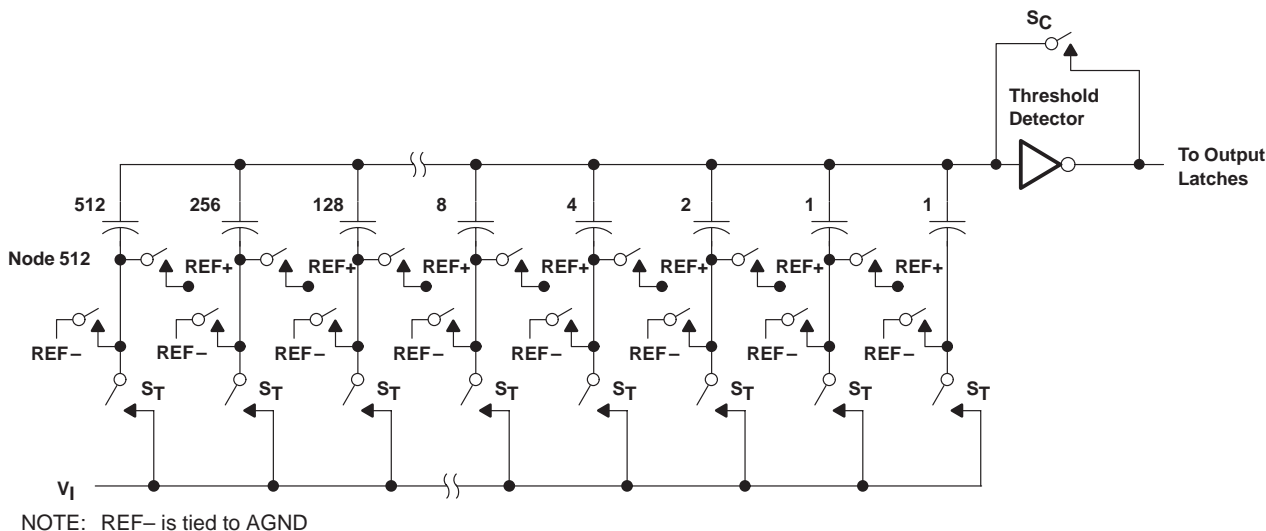 SC
Threshold
Detector
To Output
Latches
512 256 128 8 4 2 1 1
Node 512 REF+ REF+ REF+ REF+ REF+ REF+ REF+
REF– REF– REF– REF– REF– REF– REF– REF–
ST ST ST ST ST ST ST ST
VI
NOTE: REF– is tied to AGND